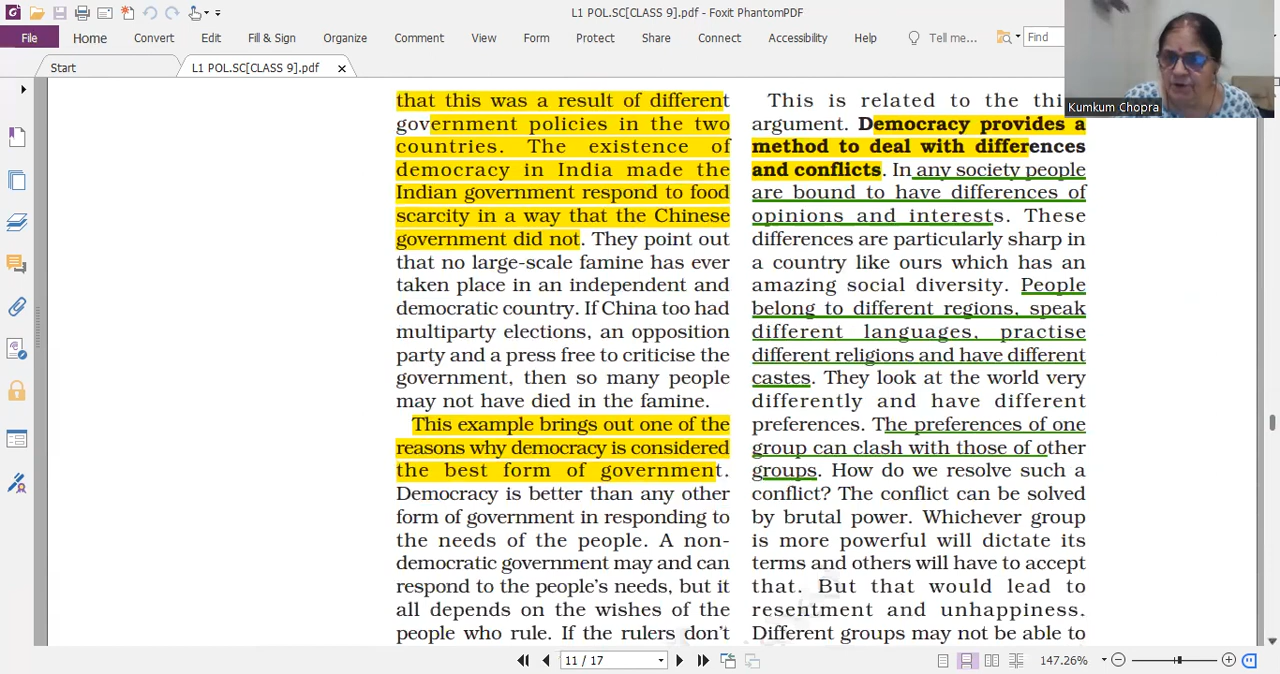 L1 POL.SC[CLASS 9].pdf - Foxit PhantomPDF
File Home Convert Edit Fill & Sign Organize Comment View Form Protect Share Connect Accessibility Help Tell me... Find
Start L1 POL.SC[CLASS 9].pdf
Kumkum Chopra
that this was a result of different
government policies in the two
countries. The existence of
democracy in India made the
Indian government respond to food
scarcity in a way that the Chinese
government did not. They point out
that no large-scale famine has ever
taken place in an independent and
democratic country. If China too had
multiparty elections, an opposition
party and a press free to criticise the
government, then so many people
may not have died in the famine.
This example brings out one of the
reasons why democracy is considered
the best form of government.
Democracy is better than any other
form of government in responding to
the needs of the people. A non-
democratic government may and can
respond to the people's needs, but it
all depends on the wishes of the
people who rule. If the rulers don't
This is related to the
argument. Democracy provides a
method to deal with differences
and conflicts. In any society people
are bound to have differences of
opinions and interests. These
differences are particularly sharp in
a country like ours which has an
amazing social diversity. People
belong to different regions, speak
different languages, practise
different religions and have different
castes. They look at the world very
differently and have different
preferences. The preferences of one
group can clash with those of other
groups. How do we resolve such a
conflict? The conflict can be solved
by brutal power. Whichever group
is more powerful will dictate its
terms and others will have to accept
that. But that would lead to
resentment and unhappiness.
Different groups may not be able to
11 / 17
147.26%